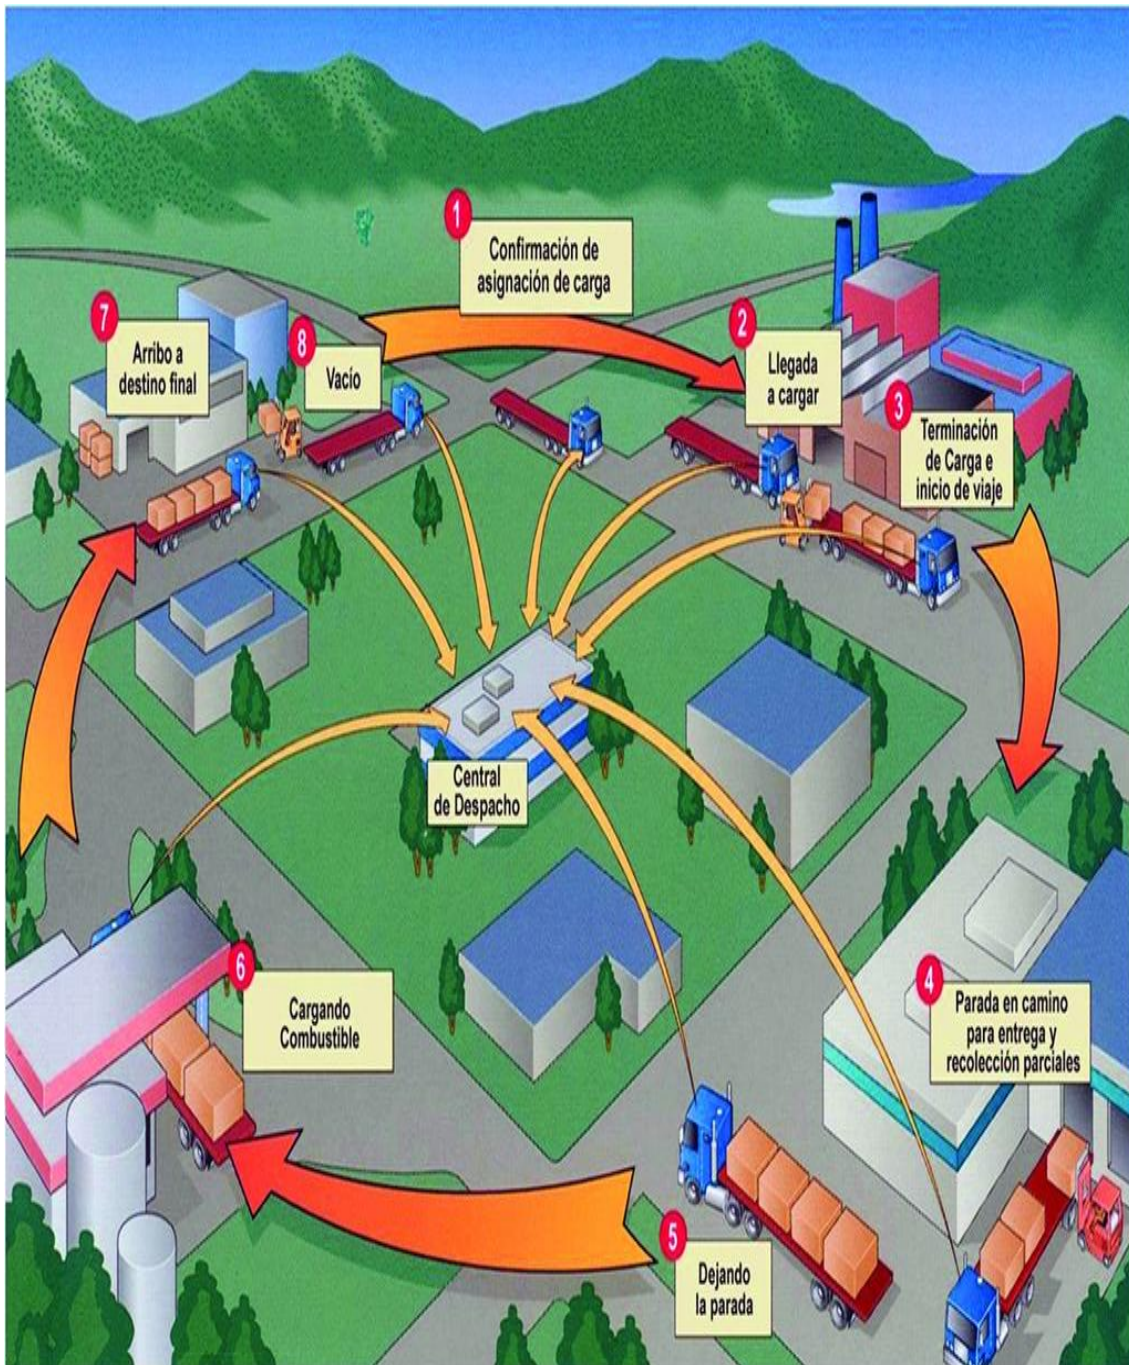 1
Confirmación de
asignación de carga
2
Llegada
a cargar
3
Terminación
de Carga e
inicio de viaje
4
Parada en camino
para entrega y
recolección parciales
5
Dejando
la parada
6
Cargando
Combustible
7
Arribo a
destino final
8
Vacío
Central
de Despacho